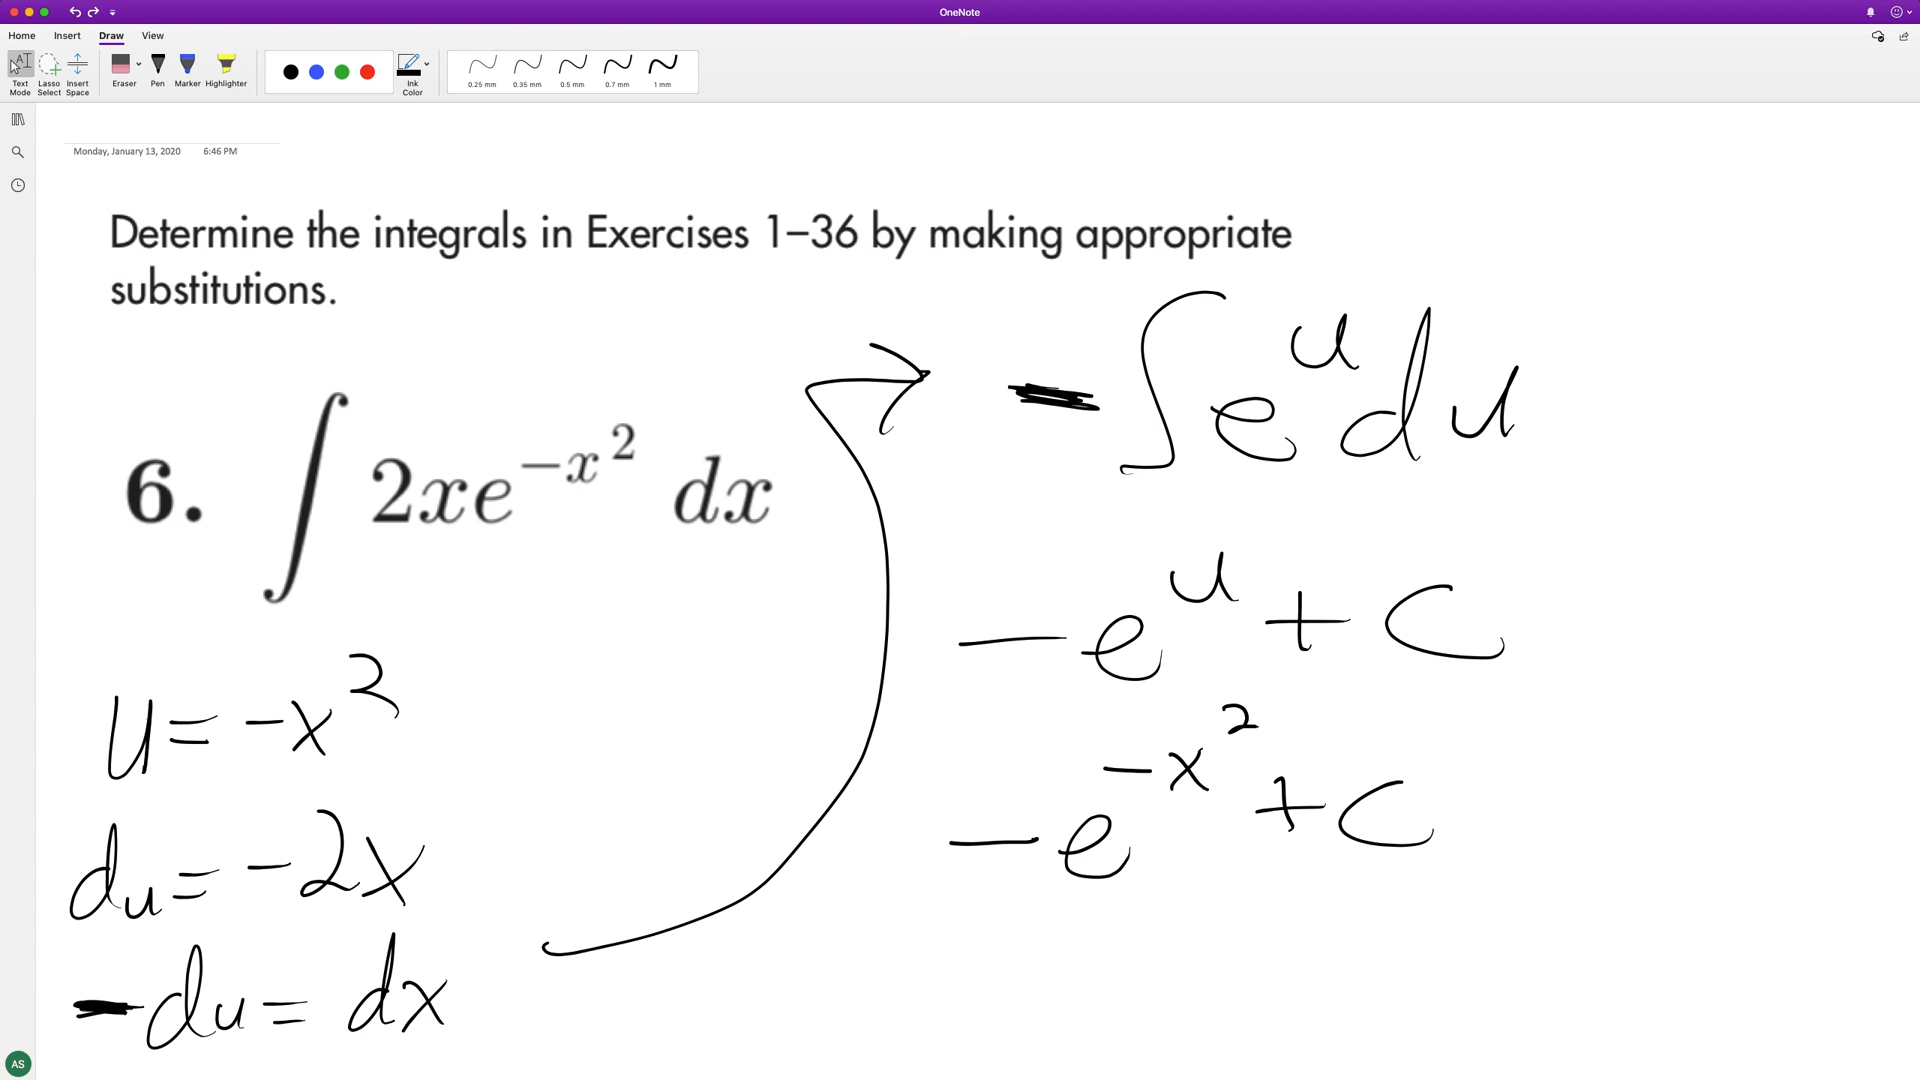 OneNote
Home Insert Draw View
Text Mode
Lasso Select
Insert Space
Eraser
Pen
Marker
Highlighter
Ink Color
0.25 mm
0.35 mm
0.5 mm
0.7 mm
1 mm
Monday, January 13, 2020 6:46 PM
Determine the integrals in Exercises 1–36 by making appropriate
substitutions.
6. ∫ 2xe^{-x^2} dx
u = -x^2
du = -2x
-du = dx
-∫ e^u du
-e^u + C
-e^{-x^2} + C
AS